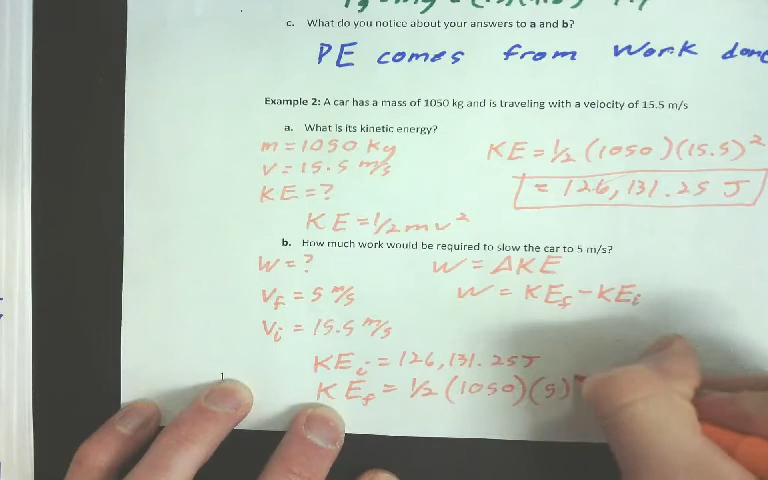 c. What do you notice about your answers to a and b?
PE comes from Work done
Example 2: A car has a mass of 1050 kg and is traveling with a velocity of 15.5 m/s
a. What is its kinetic energy?
m = 1050 Kg
KE = 1/2 (1050)(15.5)²
v = 15.5 m/s
= 126,131.25 J
KE = ?
KE = 1/2 mv²
b. How much work would be required to slow the car to 5 m/s?
W = ?
W = ΔKE
Vf = 5 m/s
W = KEf - KEi
Vi = 15.5 m/s
KEi = 126,131.25J
KEf = 1/2 (1050)(5)
1